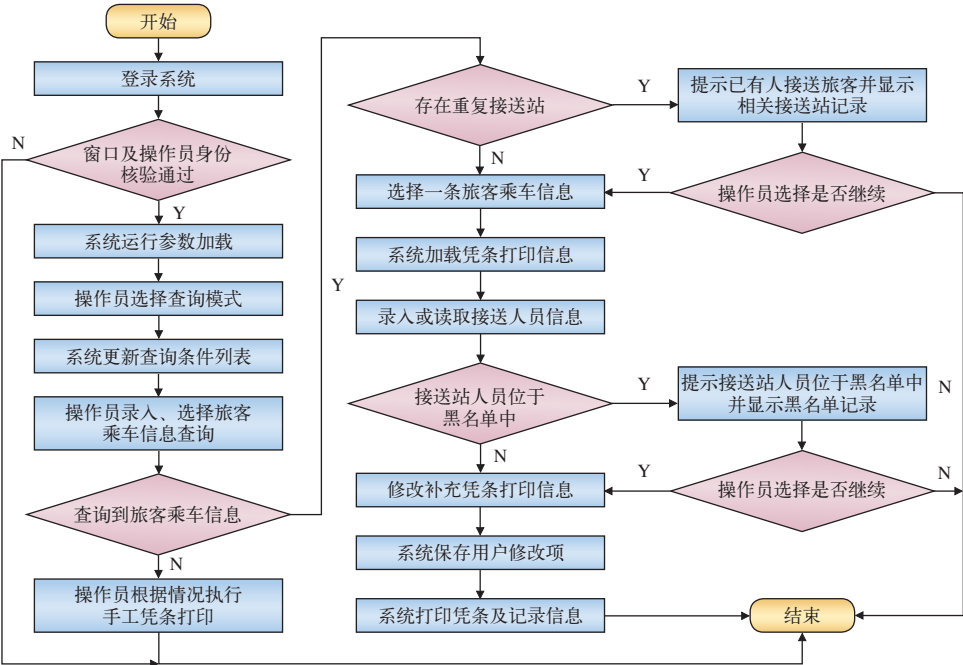 开始
登录系统
N
窗口及操作员身份
核验通过
Y
系统运行参数加载
操作员选择查询模式
系统更新查询条件列表
操作员录入、选择旅客
乘车信息查询
查询到旅客乘车信息
N
操作员根据情况执行
手工凭条打印
Y
存在重复接送站
Y
提示已有人接送旅客并显示
相关接送站记录
N
选择一条旅客乘车信息
Y
操作员选择是否继续
系统加载凭条打印信息
录入或读取接送人员信息
接送站人员位于
黑名单中
Y
提示接送站人员位于黑名单中
并显示黑名单记录
N
N
修改补充凭条打印信息
Y
操作员选择是否继续
N
系统保存用户修改项
系统打印凭条及记录信息
结束